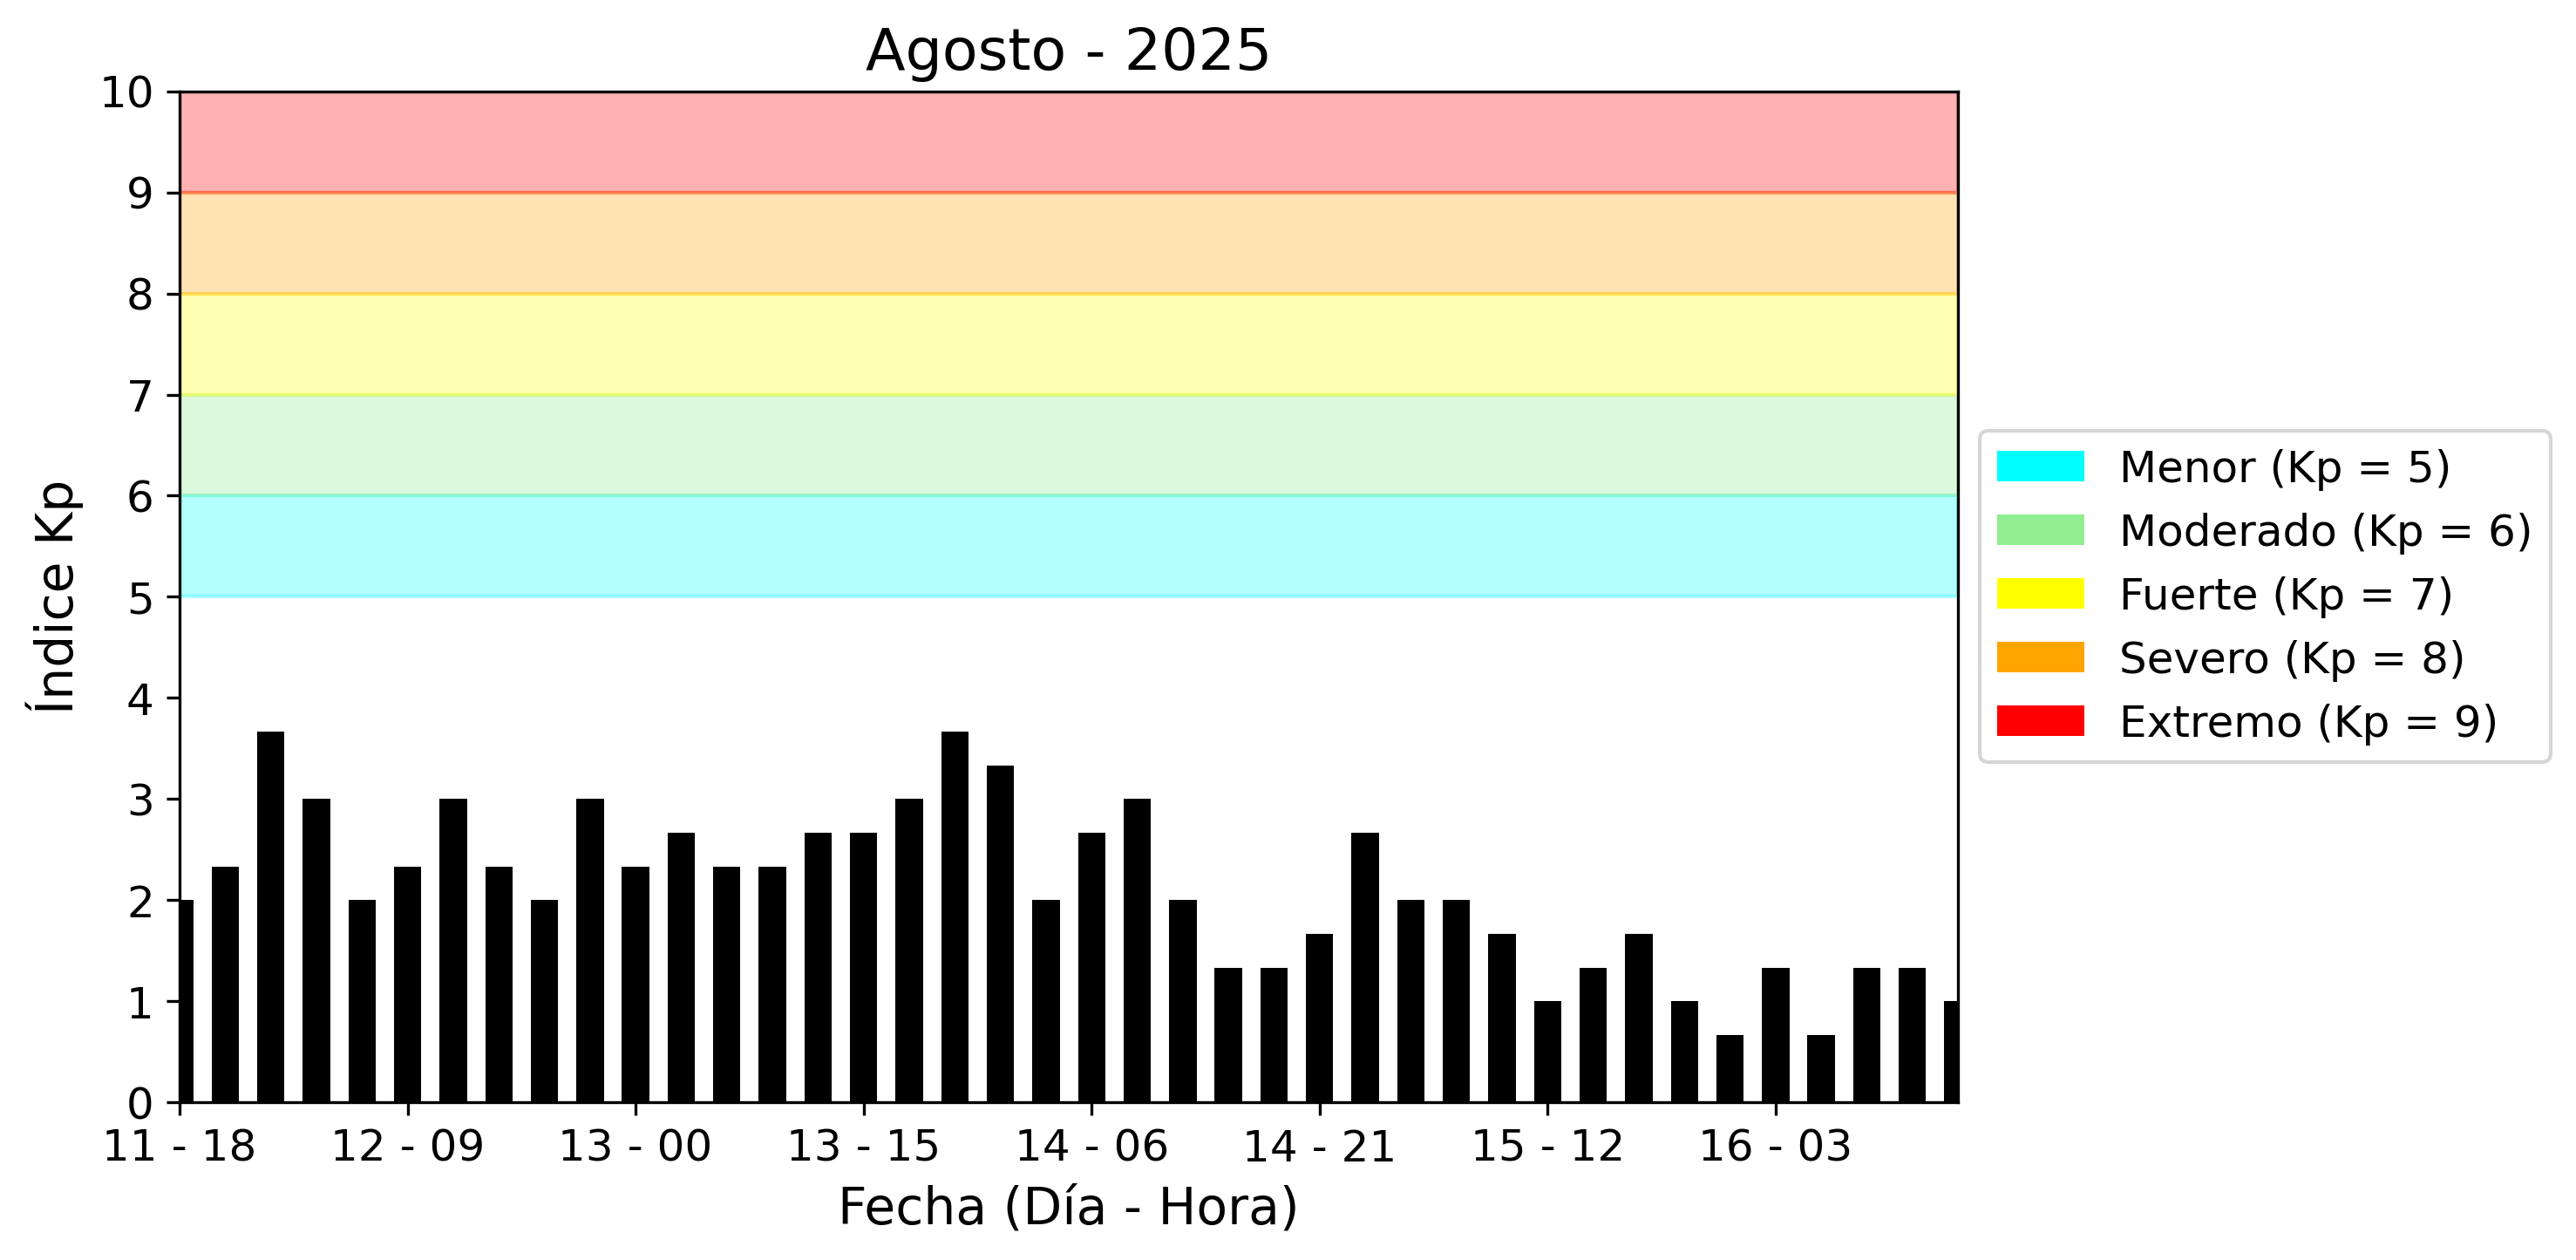 Agosto - 2025
10
9
8
7
6
5
4
3
2
1
0
Índice Kp
11 - 18
12 - 09
13 - 00
13 - 15
14 - 06
14 - 21
15 - 12
16 - 03
Fecha (Día - Hora)
Menor (Kp = 5)
Moderado (Kp = 6)
Fuerte (Kp = 7)
Severo (Kp = 8)
Extremo (Kp = 9)